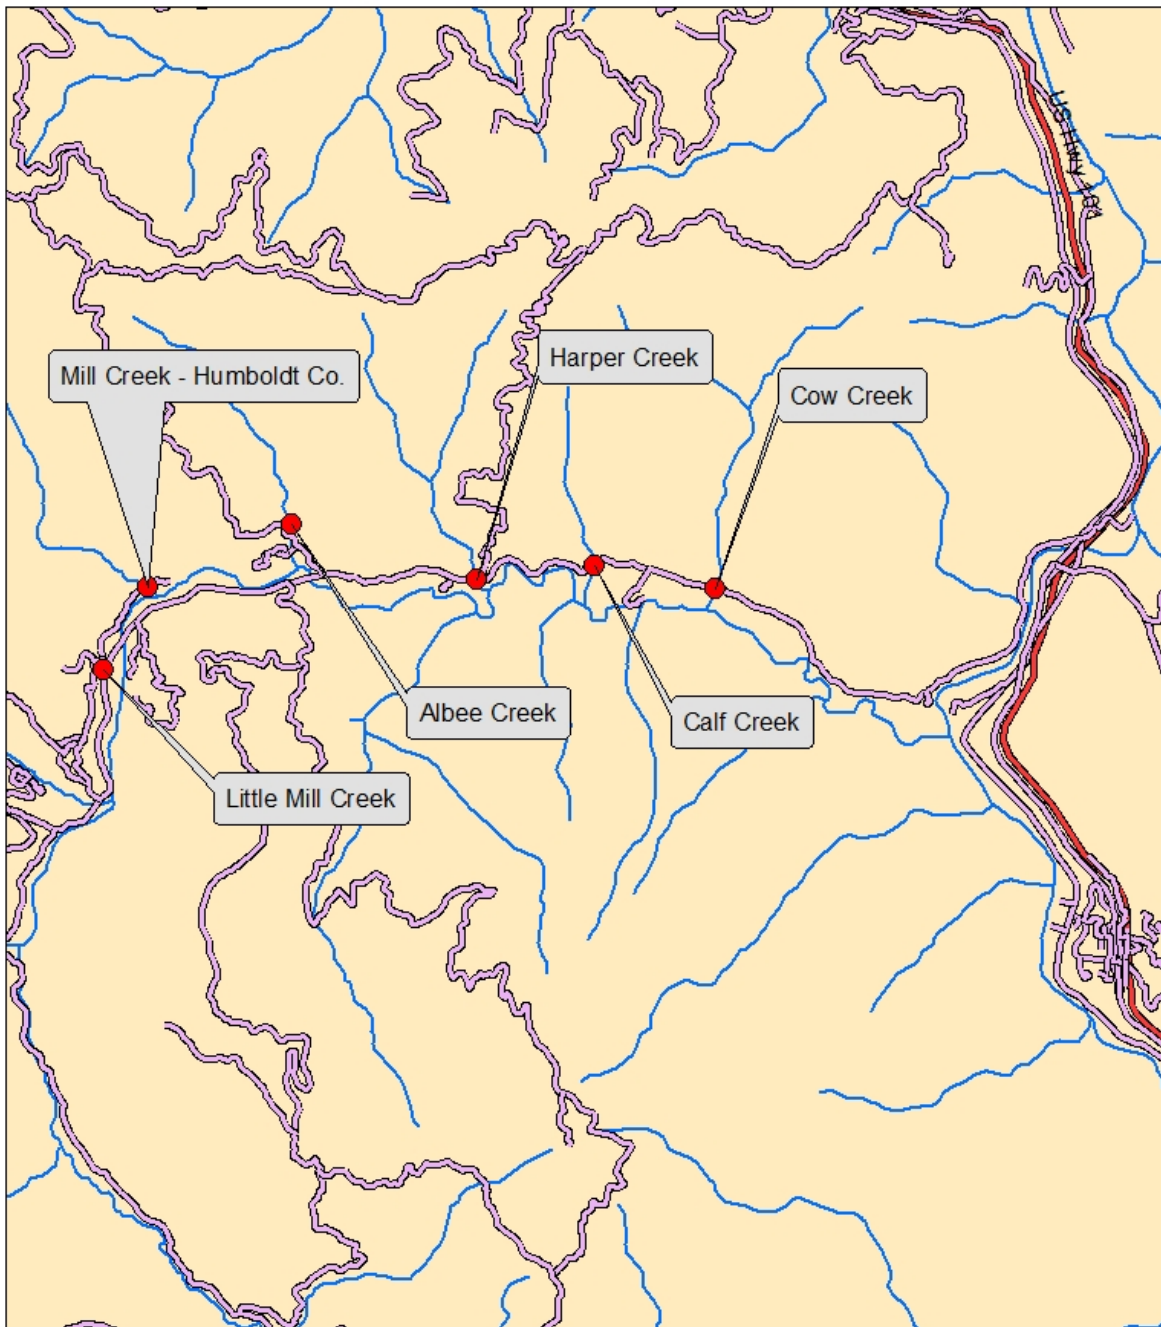 US Hwy 101
Harper Creek
Mill Creek - Humboldt Co.
Cow Creek
Albee Creek
Calf Creek
Little Mill Creek